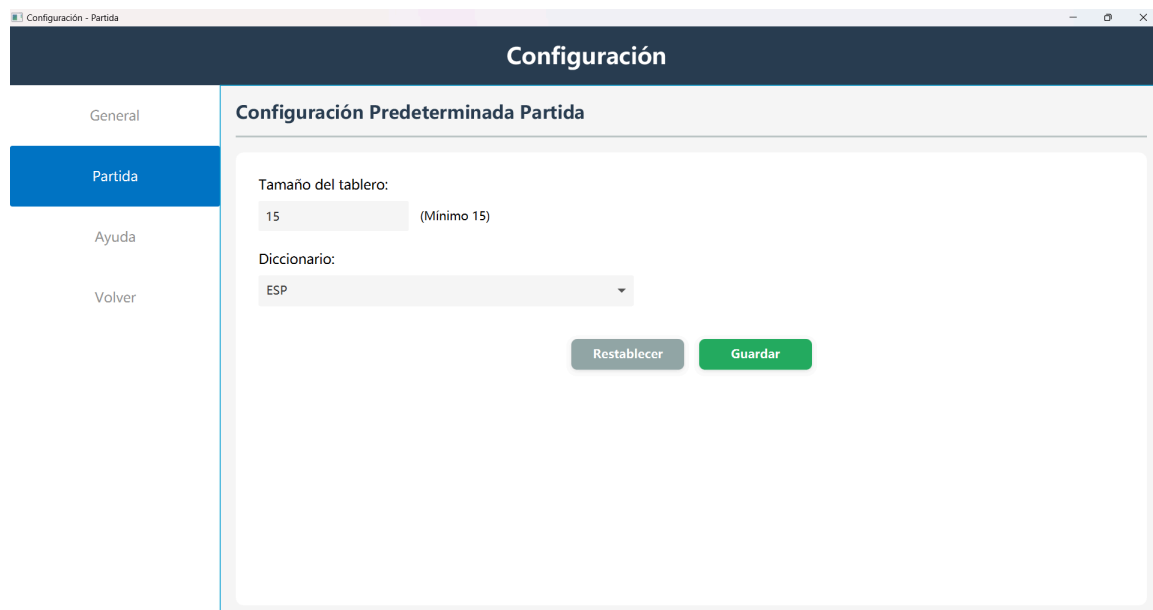 Configuración - Partida
Configuración
General
Partida
Ayuda
Volver
Configuración Predeterminada Partida
Tamaño del tablero:
15 (Mínimo 15)
Diccionario:
ESP
Restablecer Guardar